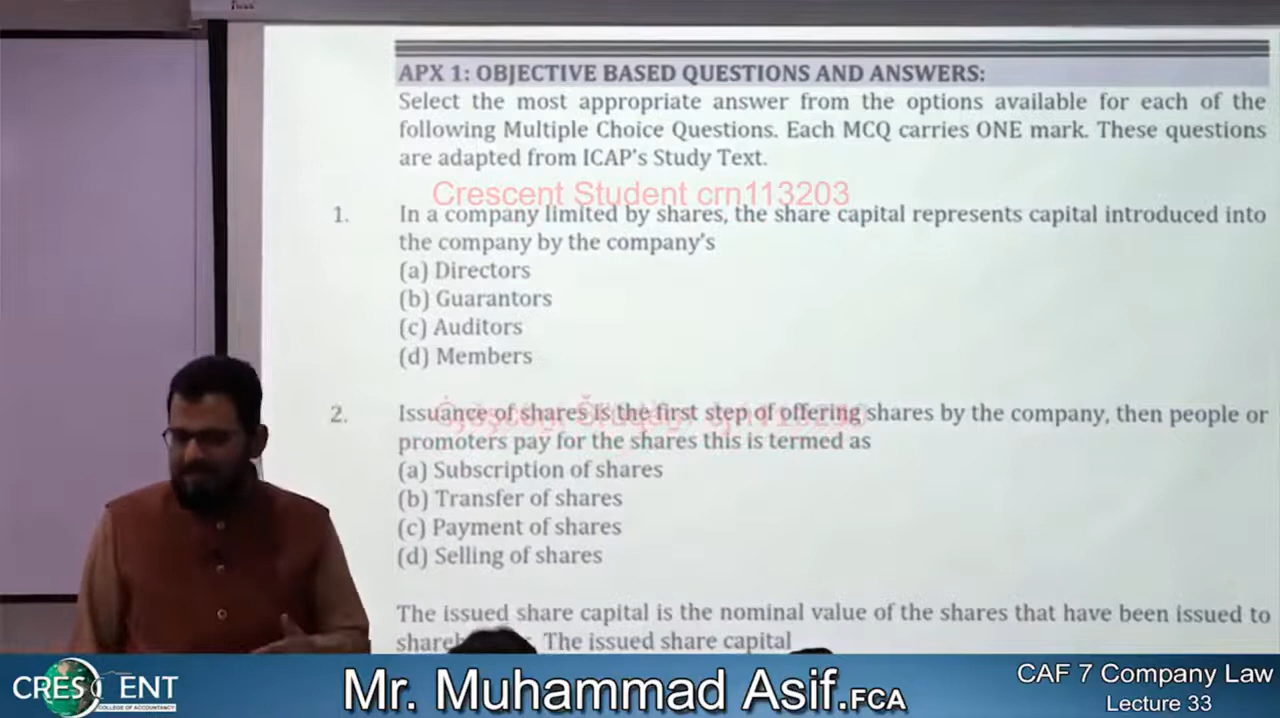 APX 1: OBJECTIVE BASED QUESTIONS AND ANSWERS:
Select the most appropriate answer from the options available for each of the
following Multiple Choice Questions. Each MCQ carries ONE mark. These questions
are adapted from ICAP's Study Text.
Crescent Student crn113203
1. In a company limited by shares, the share capital represents capital introduced into
the company by the company's
(a) Directors
(b) Guarantors
(c) Auditors
(d) Members
2. Issuance of shares is the first step of offering shares by the company, then people or
promoters pay for the shares this is termed as
(a) Subscription of shares
(b) Transfer of shares
(c) Payment of shares
(d) Selling of shares
The issued share capital is the nominal value of the shares that have been issued to
The issued share capital
CRESCENT
COLLEGE OF ACCOUNTANCY
Mr. Muhammad Asif.FCA
CAF 7 Company Law
Lecture 33